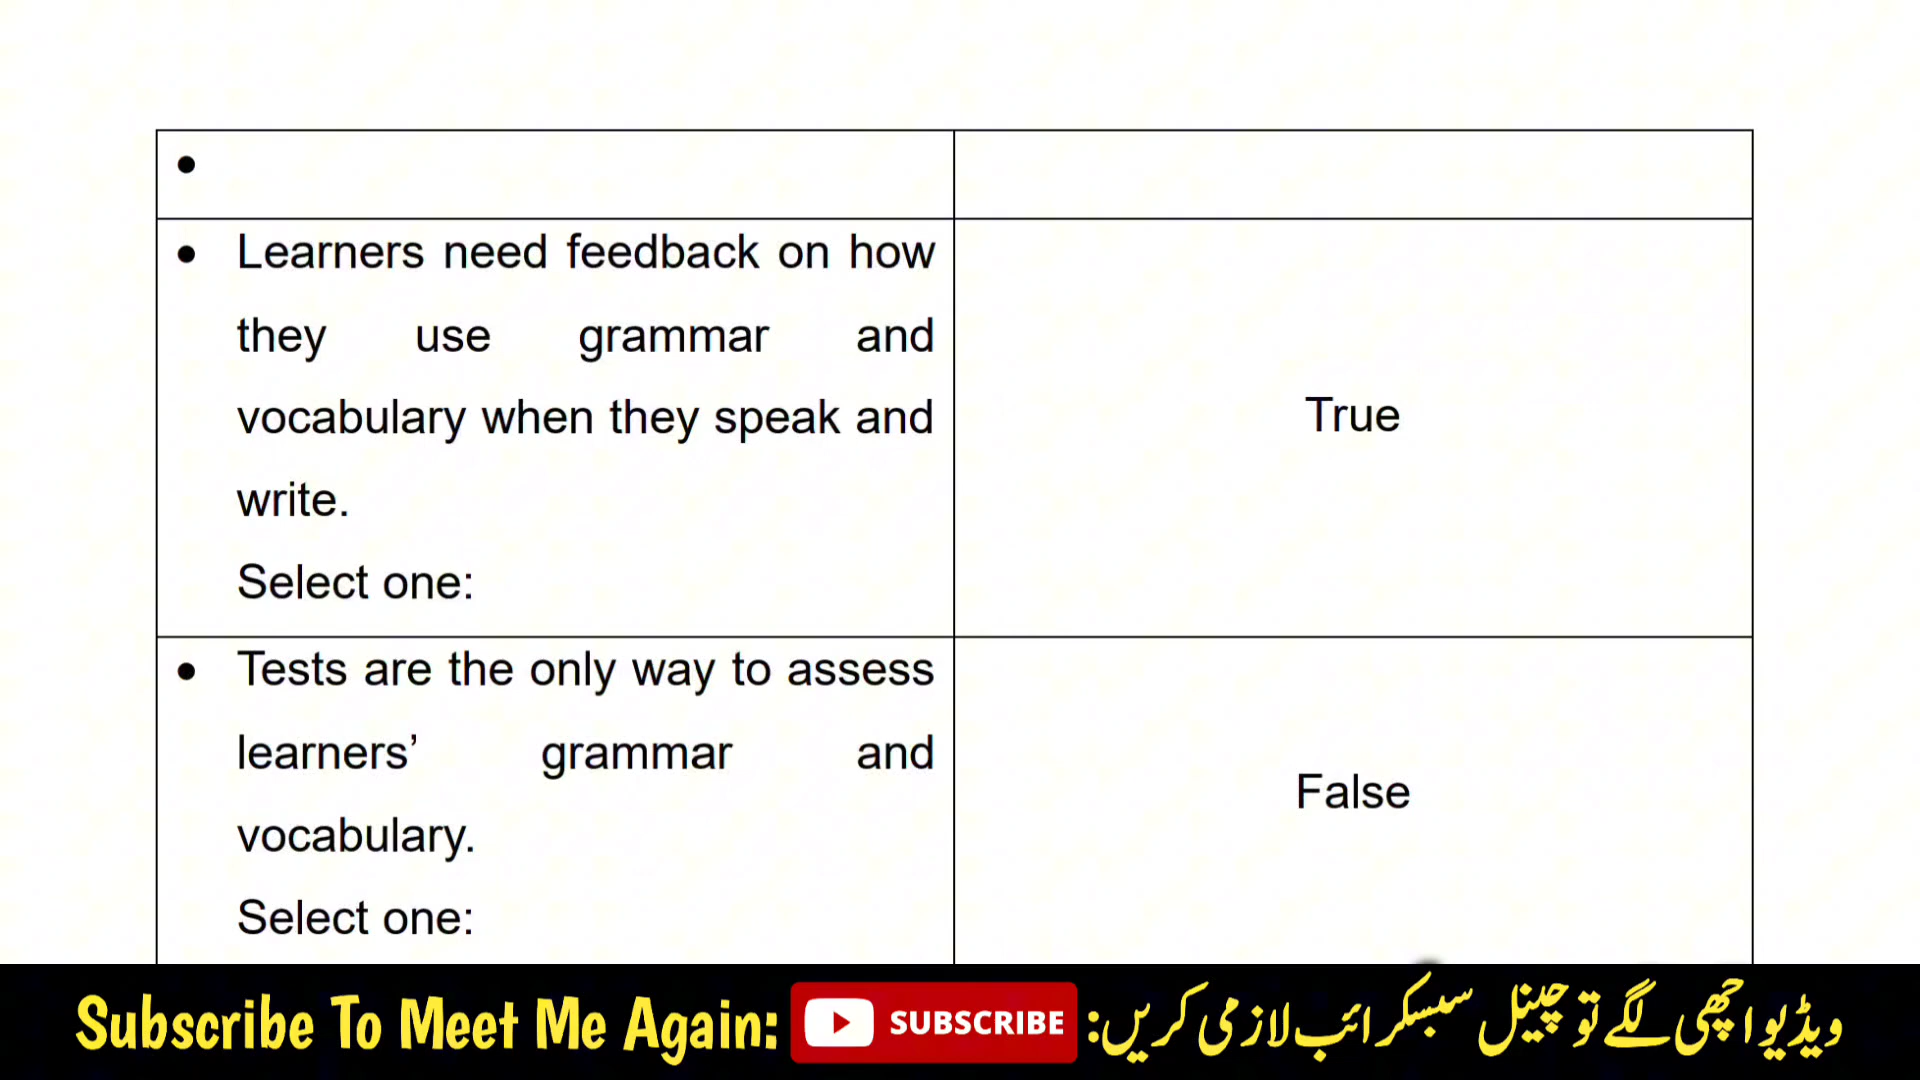 •
• Learners need feedback on how
they use grammar and
vocabulary when they speak and
write.
Select one:
True
• Tests are the only way to assess
learners’ grammar and
vocabulary.
Select one:
False
Subscribe To Meet Me Again: SUBSCRIBE ویڈیو اچھی لگے تو چینل سبسکرائب لازمی کریں: